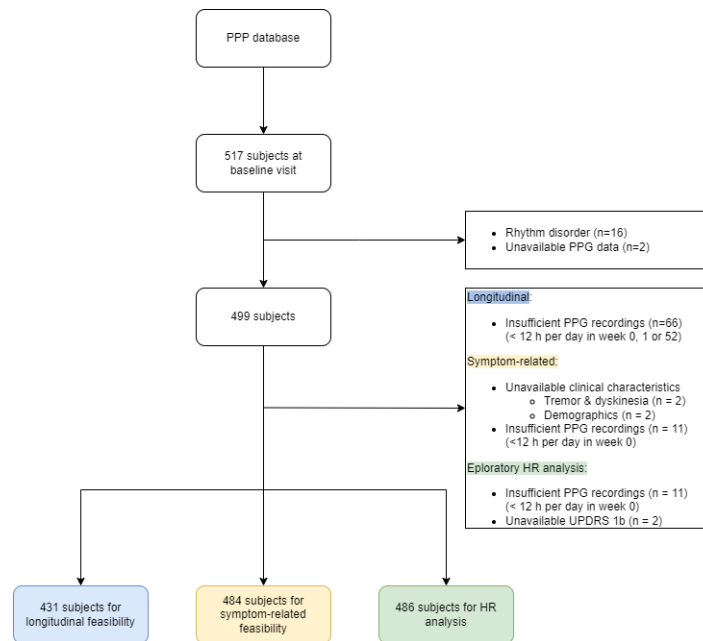 PPP database
517 subjects at
baseline visit
Rhythm disorder (n=16)
Unavailable PPG data (n=2)
499 subjects
Longitudinal:
Insufficient PPG recordings (n=66)
(< 12 h per day in week 0, 1 or 52)
Symptom-related:
Unavailable clinical characteristics
Tremor & dyskinesia (n = 2)
Demographics (n = 2)
Insufficient PPG recordings (n = 11)
(<12 h per day in week 0)
Eploratory HR analysis:
Insufficient PPG recordings (n = 11)
(< 12 h per day in week 0)
Unavailable UPDRS 1b (n = 2)
431 subjects for
longitudinal feasibility
484 subjects for
symptom-related
feasibility
486 subjects for HR
analysis